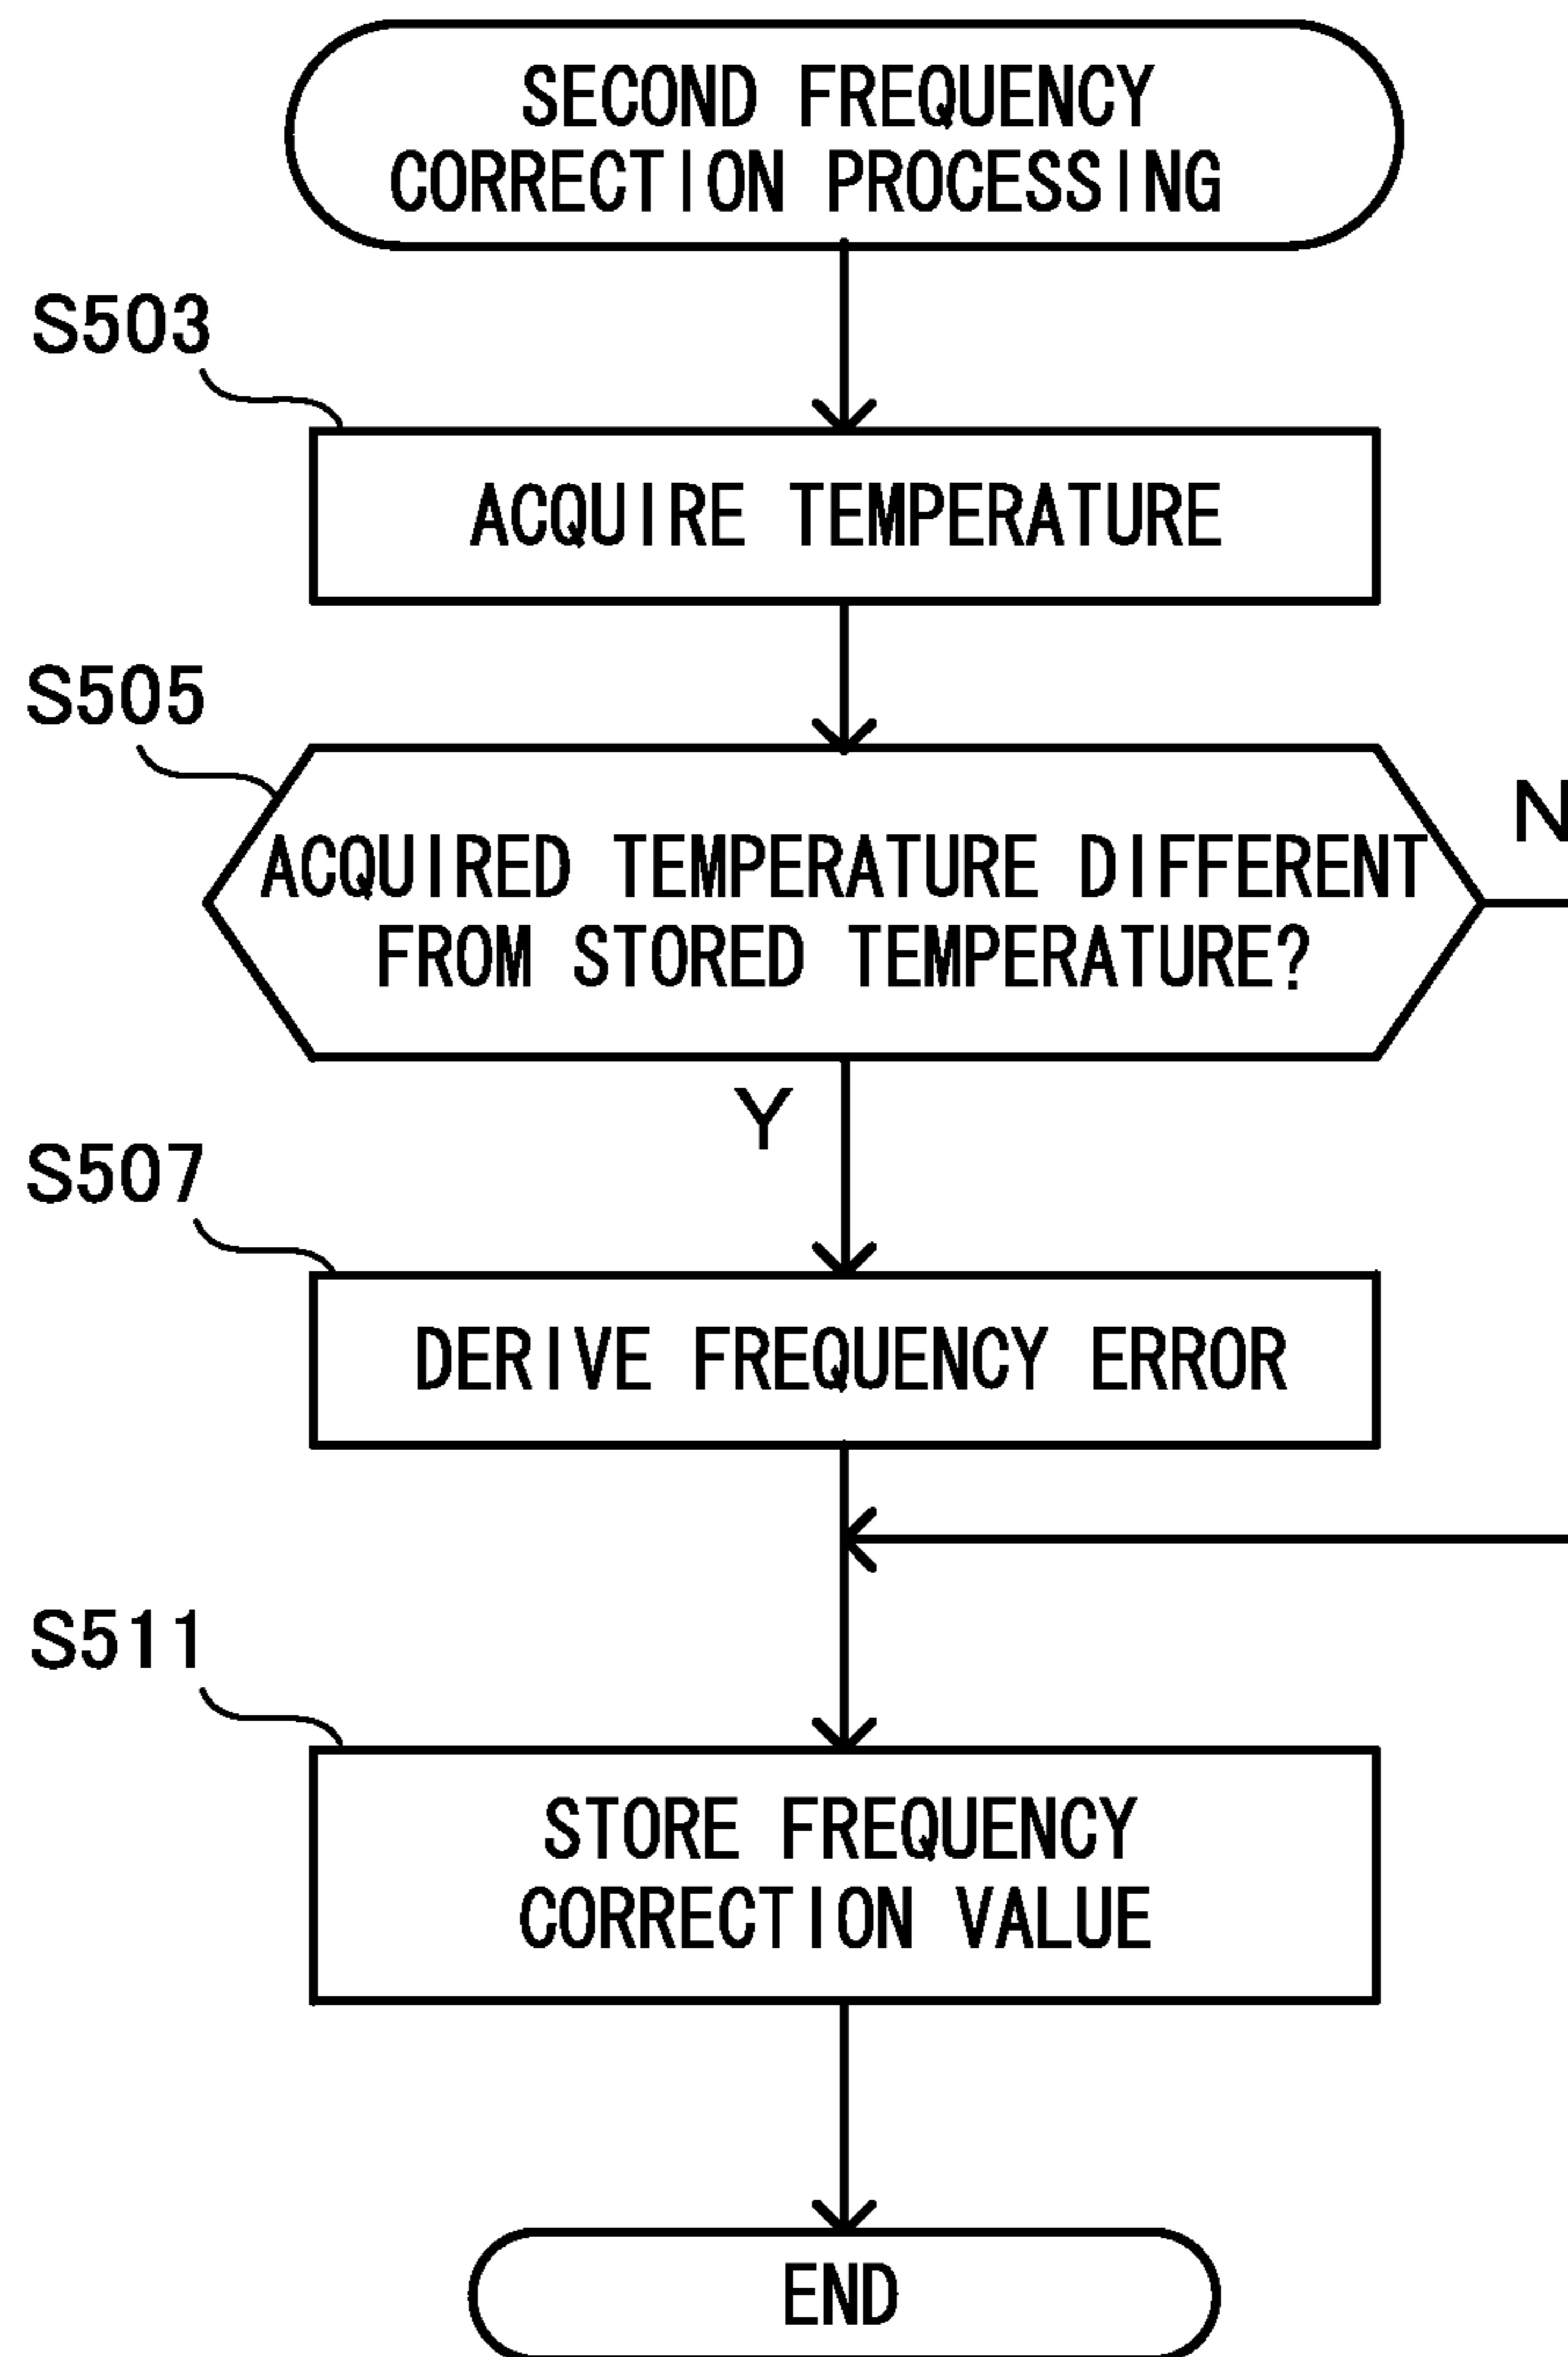 SECOND FREQUENCY
CORRECTION PROCESSING
S503
ACQUIRE TEMPERATURE
S505
ACQUIRED TEMPERATURE DIFFERENT
FROM STORED TEMPERATURE?
N
Y
S507
DERIVE FREQUENCY ERROR
S511
STORE FREQUENCY
CORRECTION VALUE
END